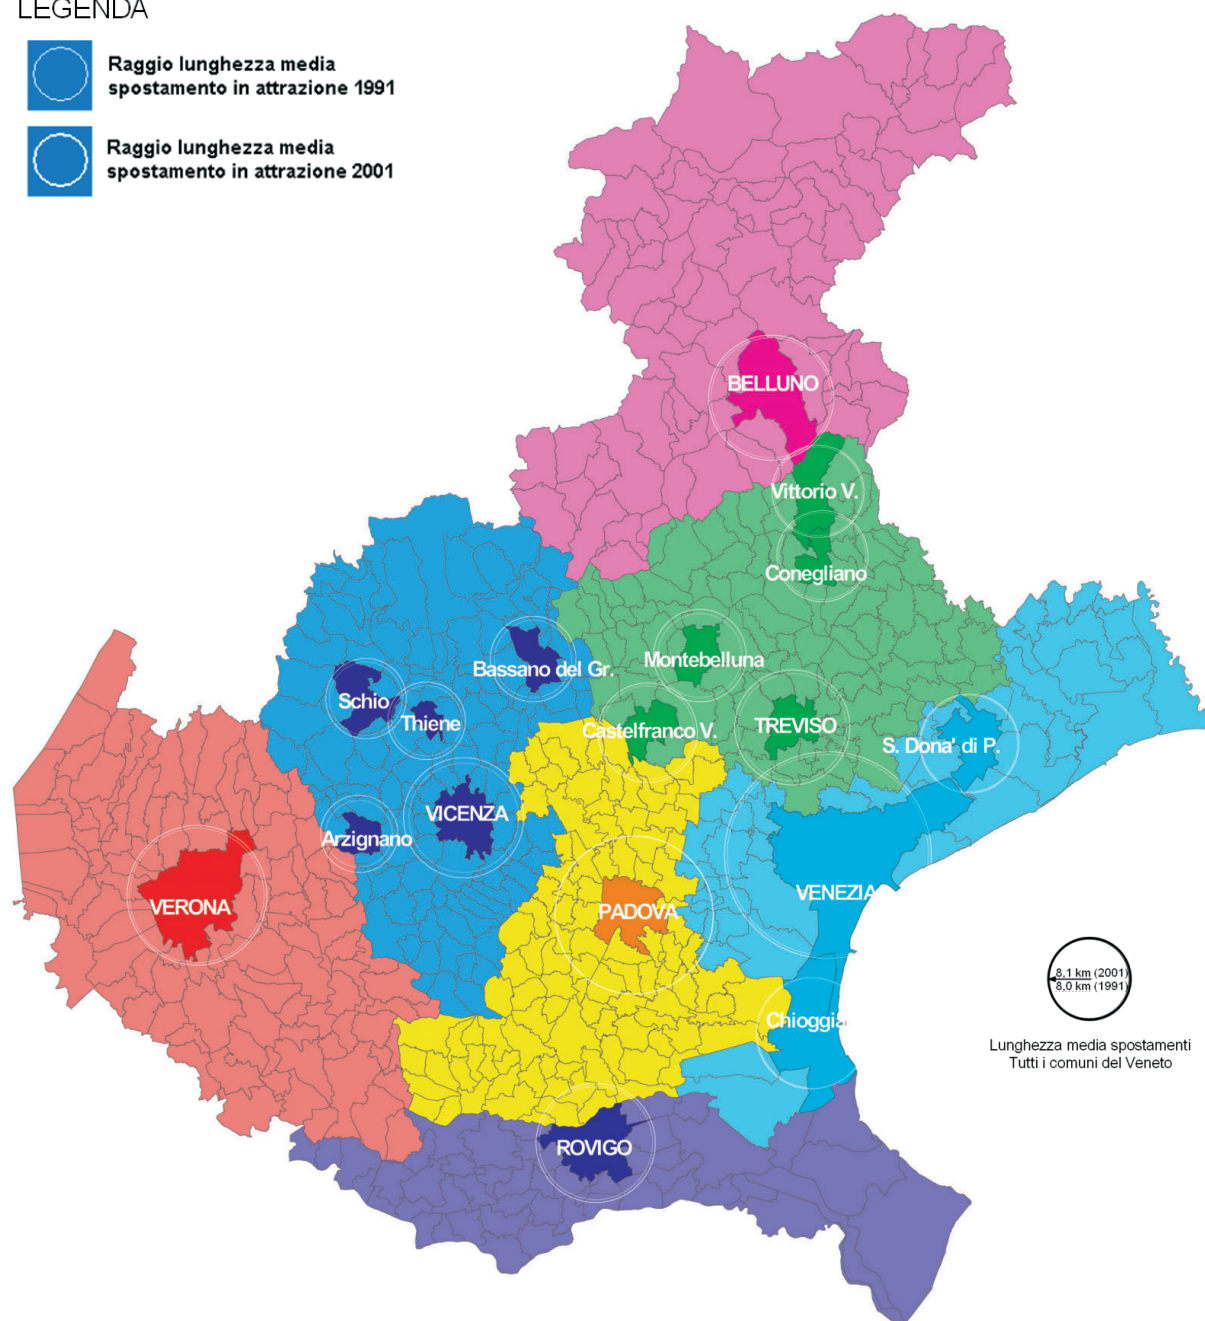 LEGENDA
Raggio lunghezza media
spostamento in attrazione 1991
Raggio lunghezza media
spostamento in attrazione 2001
BELLUNO
Vittorio V.
Conegliano
Montebelluna
Bassano del Gr.
Schio
Thiene
Castelfranco V.
TREVISO
S. Dona' di P.
VICENZA
Arzignano
VENEZIA
VERONA
PADOVA
8,1 km (2001)
8,0 km (1991)
Chioggia
Lunghezza media spostamenti
Tutti i comuni del Veneto
ROVIGO